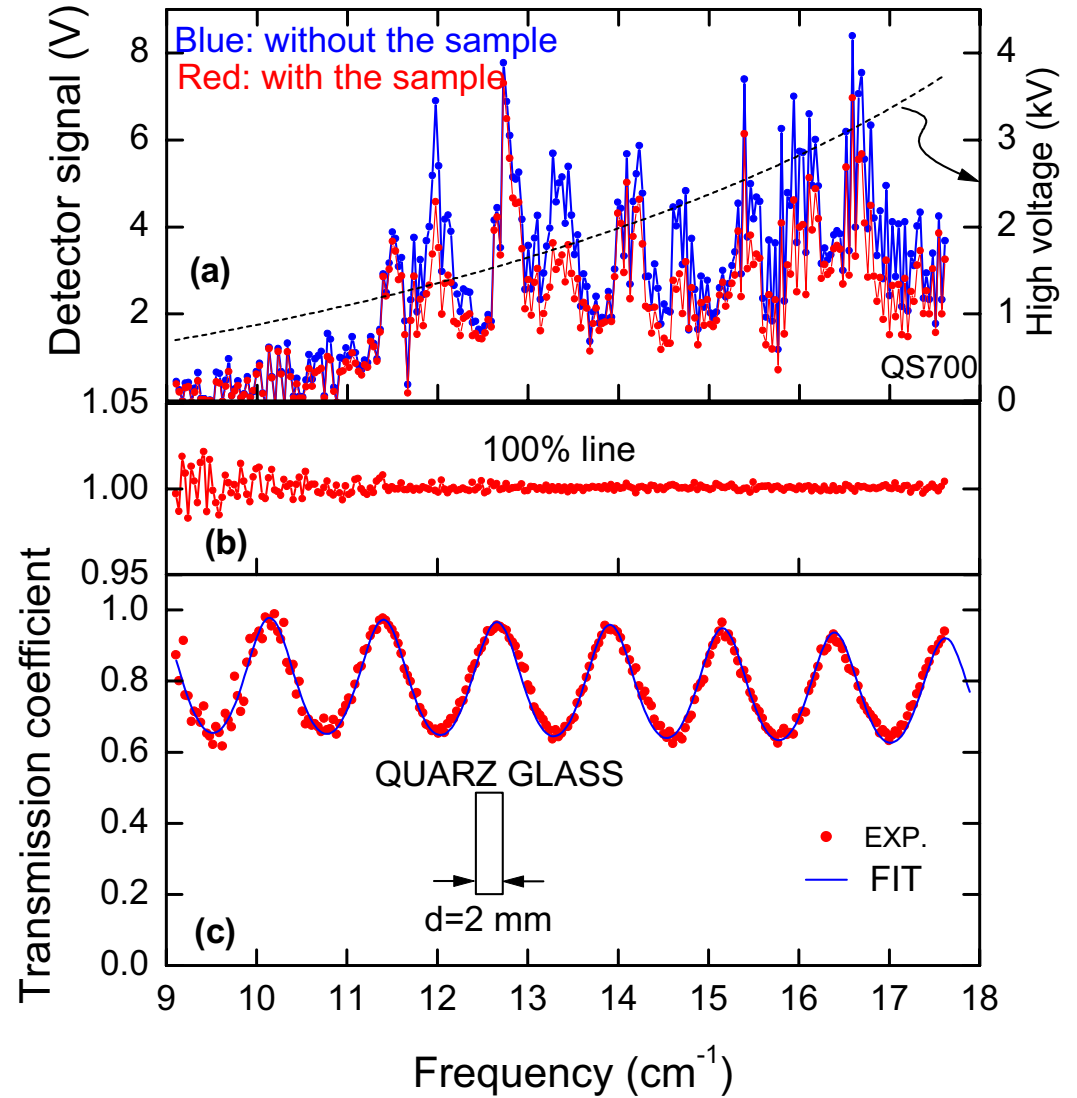 Detector signal (V)
8
6
4
2
Blue: without the sample
Red: with the sample
(a)
QS700
4
3
2
1
0
High voltage (kV)
1.05
1.00
0.95
100% line
(b)
Transmission coefficient
1.0
0.8
0.6
0.4
0.2
0.0
QUARZ GLASS
d=2 mm
EXP.
FIT
(c)
9 10 11 12 13 14 15 16 17 18
Frequency (cm⁻¹)